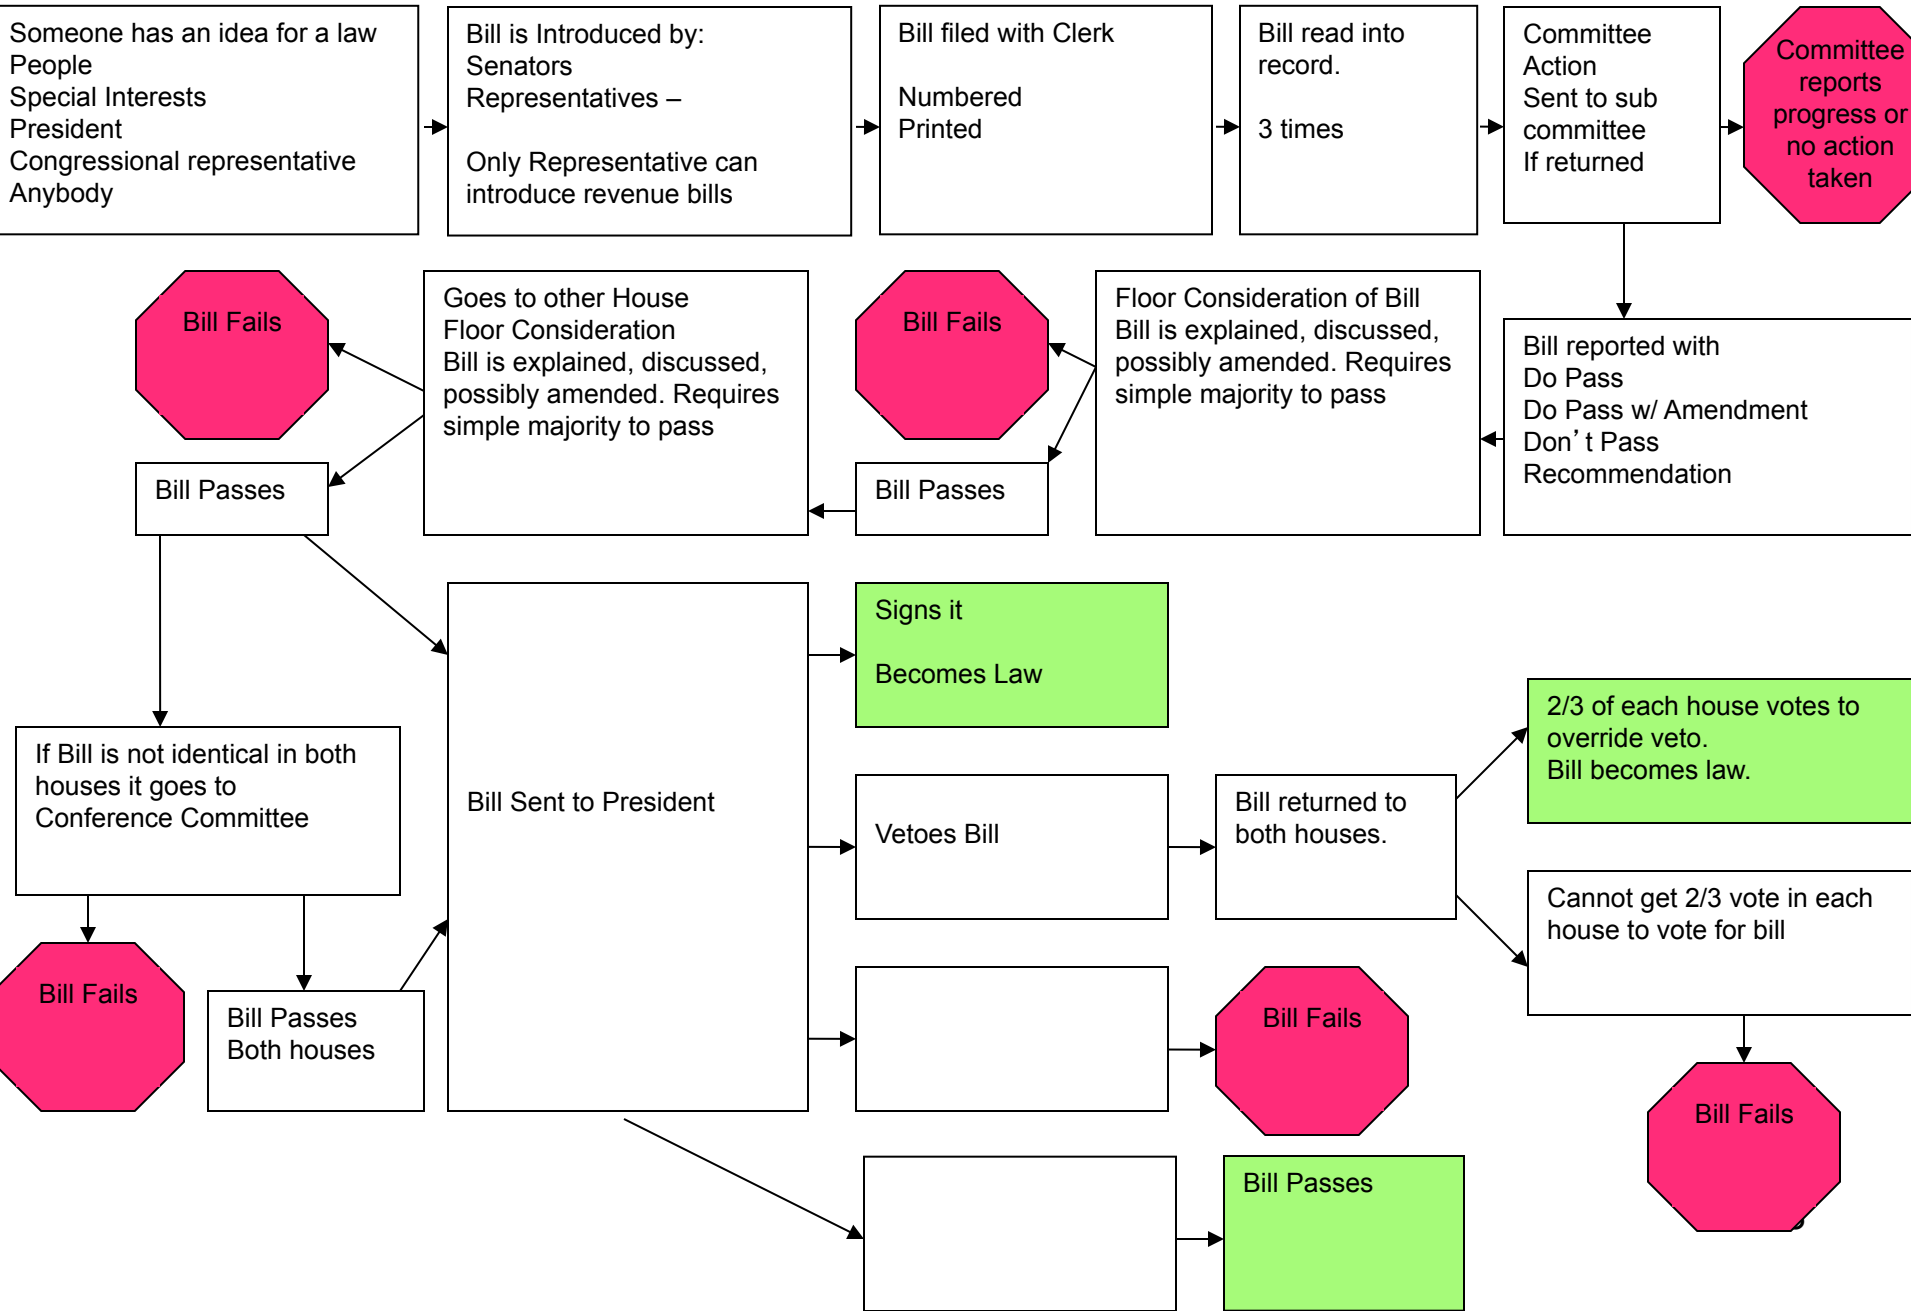 Someone has an idea for a law
People
Special Interests
President
Congressional representative
Anybody
Bill is Introduced by:
Senators
Representatives –
Only Representative can
introduce revenue bills
Bill filed with Clerk
Numbered
Printed
Bill read into
record.
3 times
Committee
Action
Sent to sub
committee
If returned
Committee
reports
progress or
no action
taken
Bill Fails
Goes to other House
Floor Consideration
Bill is explained, discussed,
possibly amended. Requires
simple majority to pass
Bill Fails
Floor Consideration of Bill
Bill is explained, discussed,
possibly amended. Requires
simple majority to pass
Bill reported with
Do Pass
Do Pass w/ Amendment
Don’t Pass
Recommendation
Bill Passes
Bill Passes
If Bill is not identical in both
houses it goes to
Conference Committee
Bill Sent to President
Signs it
Becomes Law
Vetoes Bill
Bill returned to
both houses.
2/3 of each house votes to
override veto.
Bill becomes law.
Cannot get 2/3 vote in each
house to vote for bill
Bill Fails
Bill Passes
Both houses
Bill Fails
Bill Fails
Bill Passes